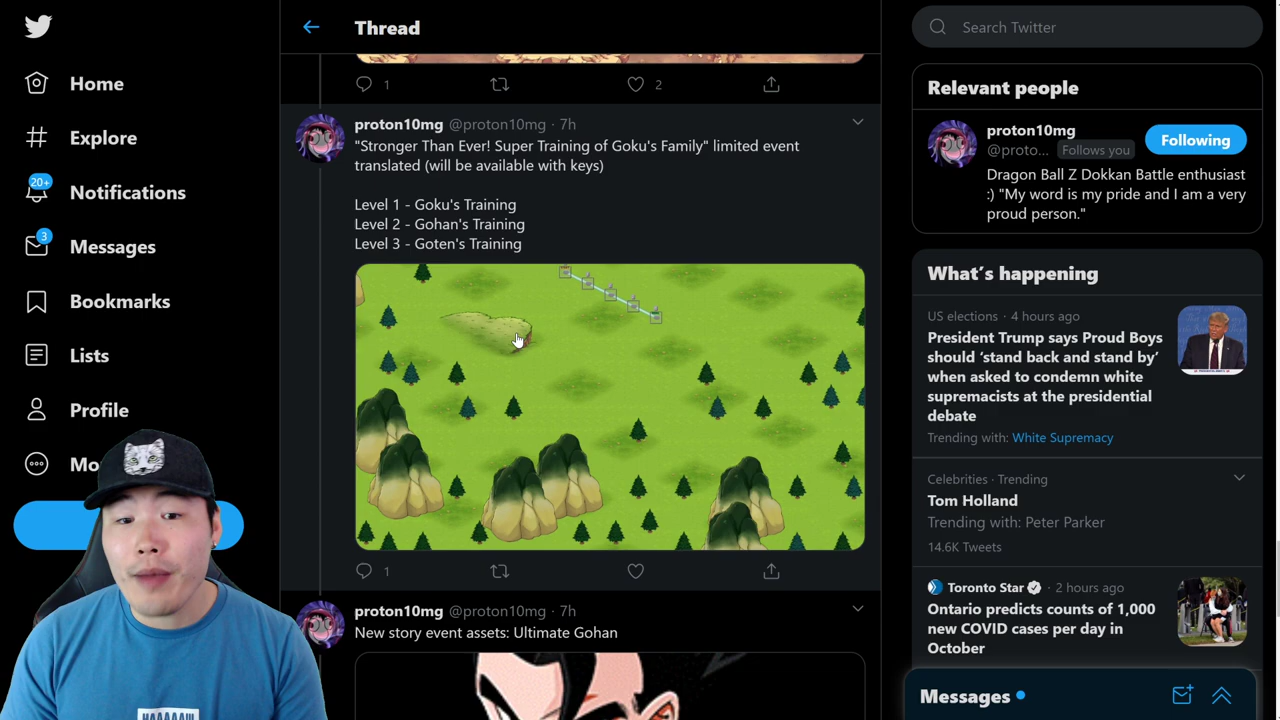 Home
Explore
20+
Notifications
3
Messages
Bookmarks
Lists
Profile
Mo
Thread
1
2
proton10mg @proton10mg · 7h
"Stronger Than Ever! Super Training of Goku's Family" limited event
translated (will be available with keys)
Level 1 - Goku's Training
Level 2 - Gohan's Training
Level 3 - Goten's Training
1
proton10mg @proton10mg · 7h
New story event assets: Ultimate Gohan
Search Twitter
Relevant people
proton10mg
@proto... Follows you
Following
Dragon Ball Z Dokkan Battle enthusiast
:) "My word is my pride and I am a very
proud person."
What's happening
US elections · 4 hours ago
President Trump says Proud Boys
should 'stand back and stand by'
when asked to condemn white
supremacists at the presidential
debate
Trending with: White Supremacy
Celebrities · Trending
Tom Holland
Trending with: Peter Parker
14.6K Tweets
Toronto Star · 2 hours ago
Ontario predicts counts of 1,000
new COVID cases per day in
October
Messages